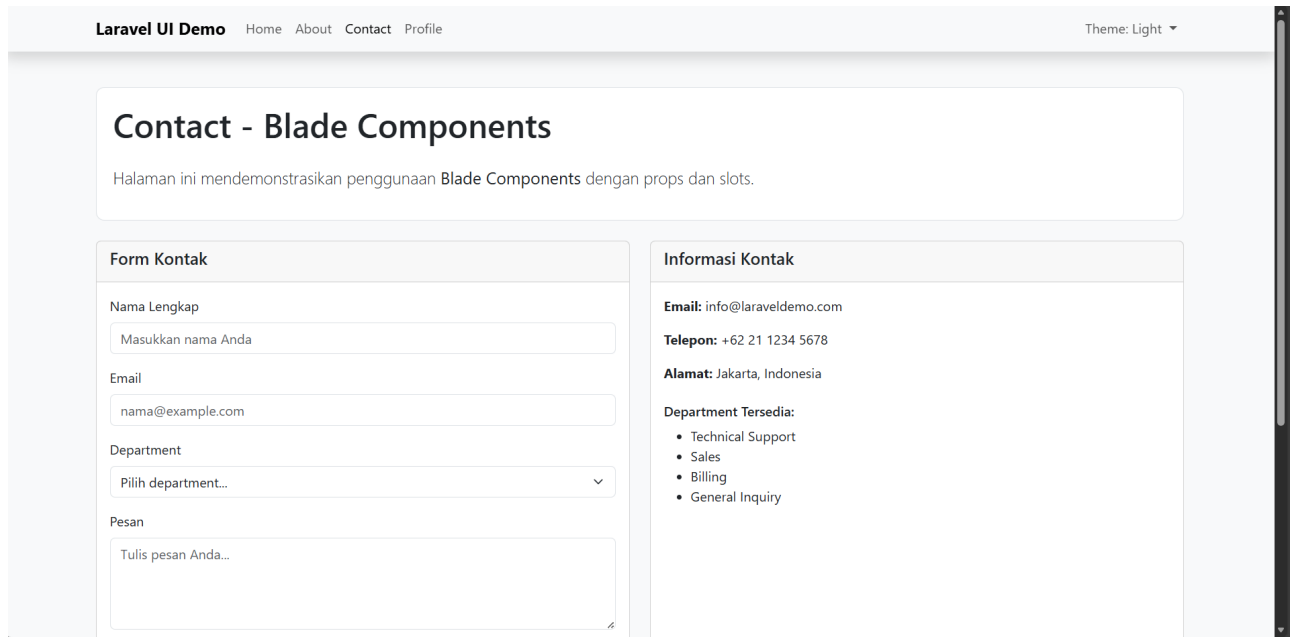 Laravel UI Demo Home About Contact Profile Theme: Light
Contact - Blade Components
Halaman ini mendemonstrasikan penggunaan Blade Components dengan props dan slots.
Form Kontak
Nama Lengkap
Masukkan nama Anda
Email
nama@example.com
Department
Pilih department...
Pesan
Tulis pesan Anda...
Informasi Kontak
Email: info@laraveldemo.com
Telepon: +62 21 1234 5678
Alamat: Jakarta, Indonesia
Department Tersedia:
• Technical Support
• Sales
• Billing
• General Inquiry